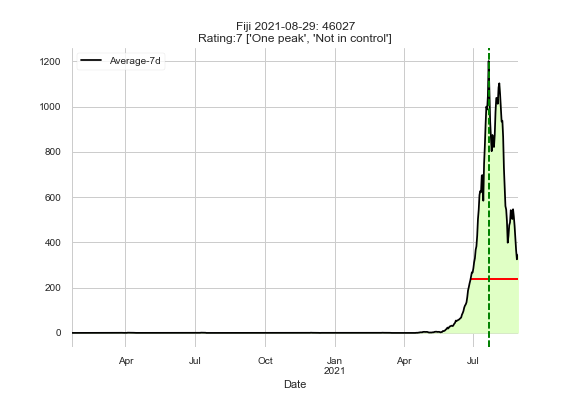 Fiji 2021-08-29: 46027
Rating:7 ['One peak', 'Not in control']
Average-7d
1200
1000
800
600
400
200
0
Apr
Jul
Oct
Jan
2021
Apr
Jul
Date